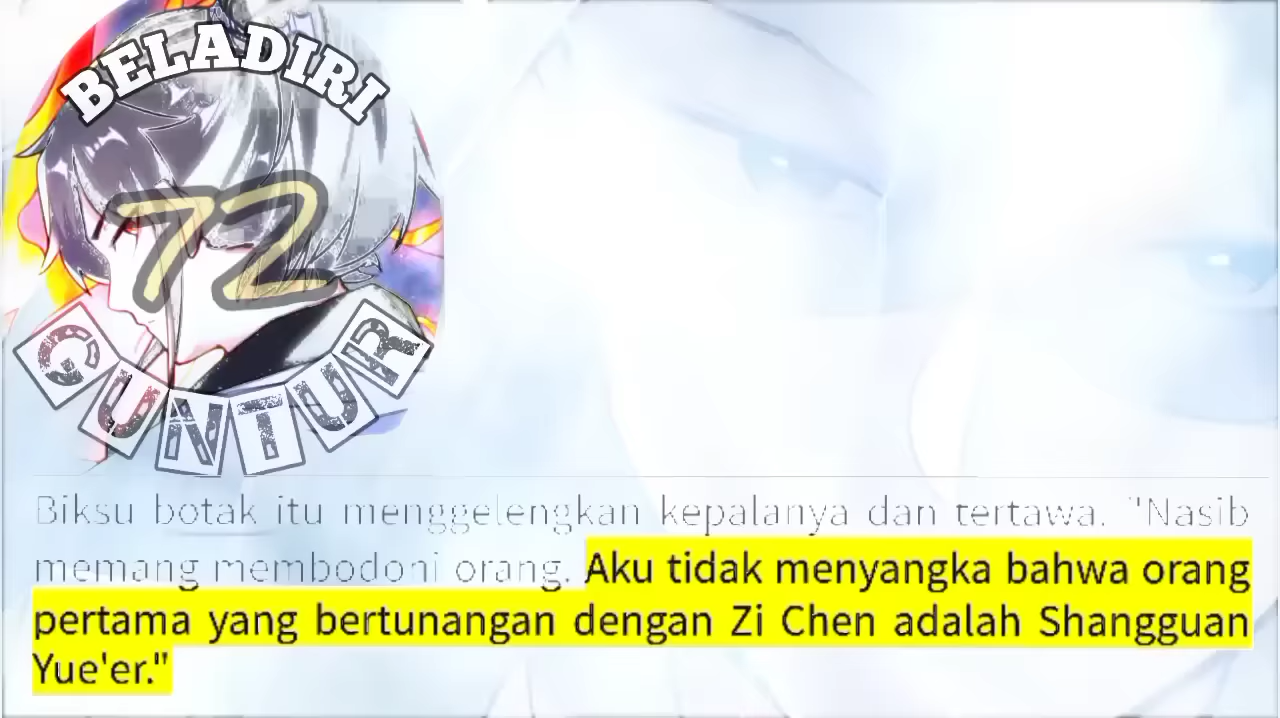 BELADIRI
72
GUNTUR
Biksu botak itu menggelengkan kepalanya dan tertawa. "Nasib
memang membodoni orang. Aku tidak menyangka bahwa orang
pertama yang bertunangan dengan Zi Chen adalah Shangguan
Yue'er."